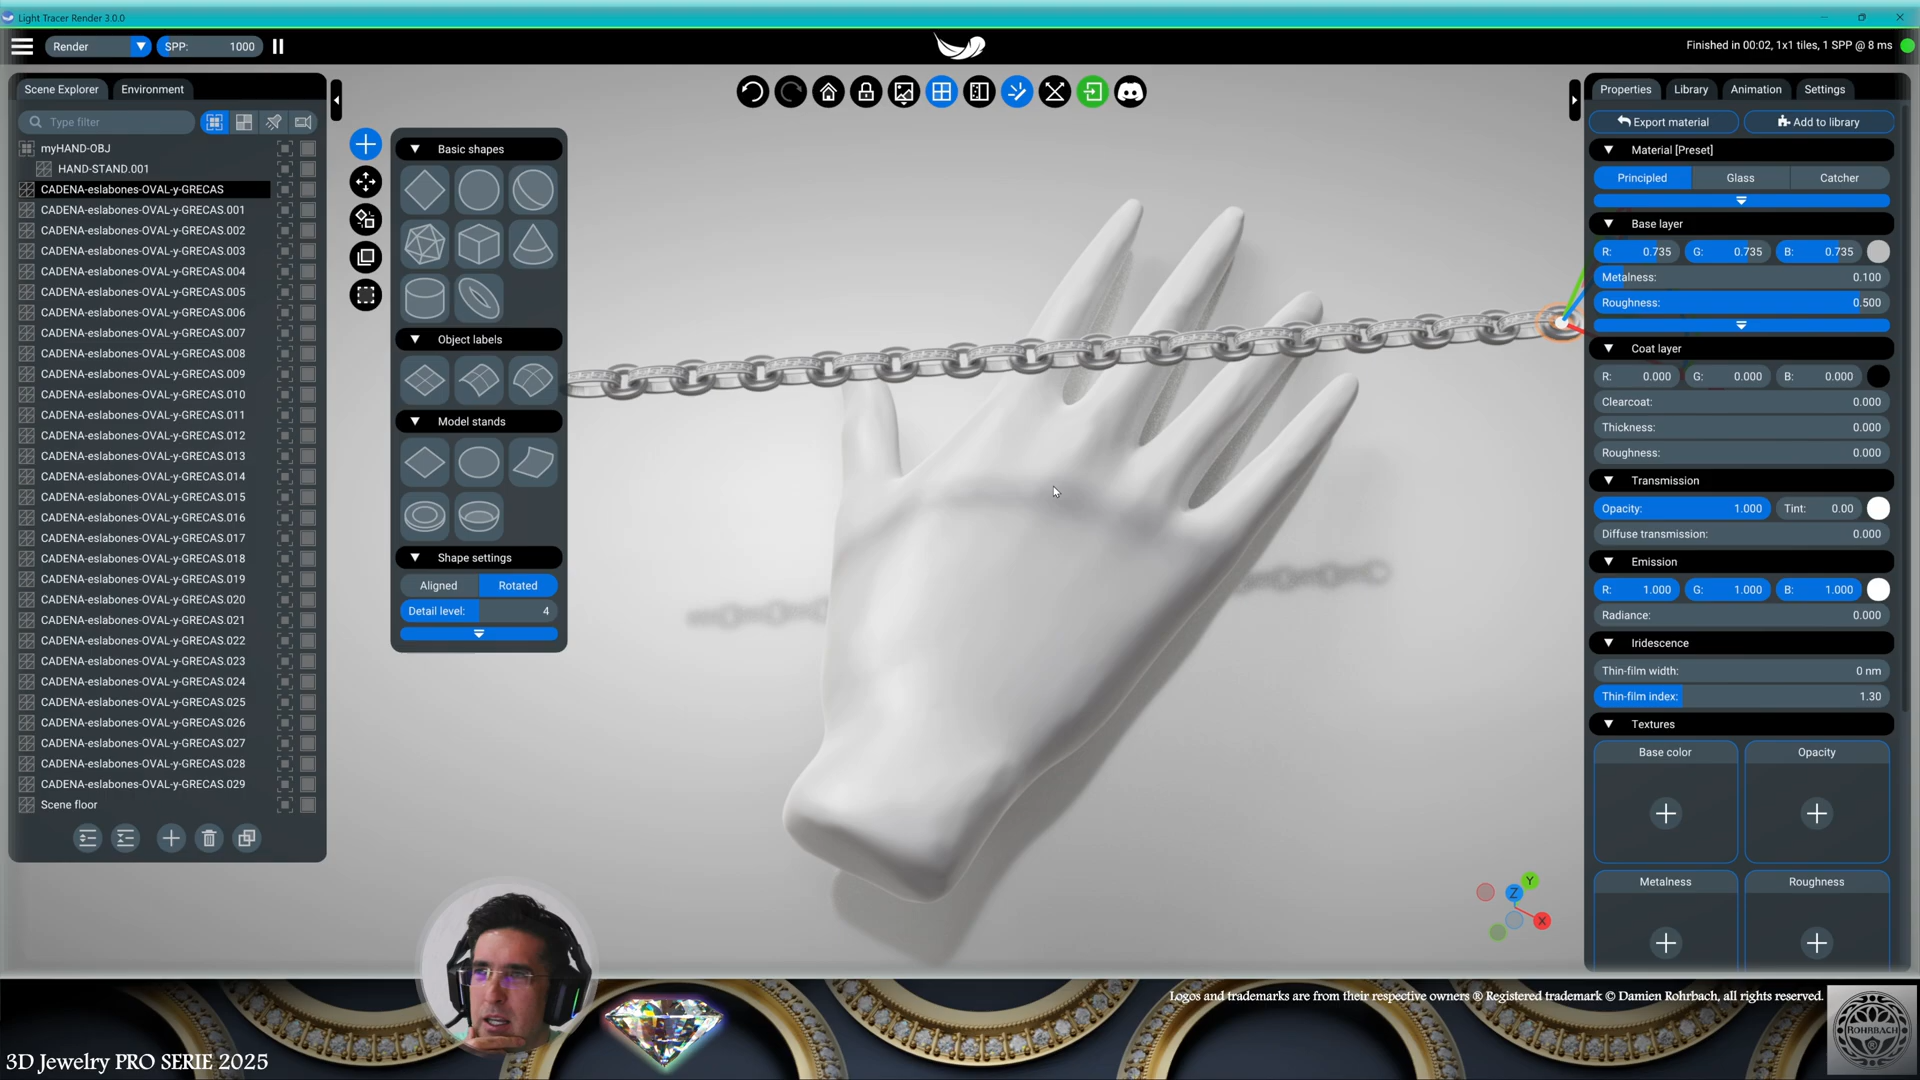 Light Tracer Render 3.0.0
Render
SPP: 1000
Finished in 00:02, 1x1 tiles, 1 SPP @ 8 ms
Scene Explorer
Environment
Type filter
myHAND-OBJ
HAND-STAND.001
CADENA-eslabones-OVAL-y-GRECAS
CADENA-eslabones-OVAL-y-GRECAS.001
CADENA-eslabones-OVAL-y-GRECAS.002
CADENA-eslabones-OVAL-y-GRECAS.003
CADENA-eslabones-OVAL-y-GRECAS.004
CADENA-eslabones-OVAL-y-GRECAS.005
CADENA-eslabones-OVAL-y-GRECAS.006
CADENA-eslabones-OVAL-y-GRECAS.007
CADENA-eslabones-OVAL-y-GRECAS.008
CADENA-eslabones-OVAL-y-GRECAS.009
CADENA-eslabones-OVAL-y-GRECAS.010
CADENA-eslabones-OVAL-y-GRECAS.011
CADENA-eslabones-OVAL-y-GRECAS.012
CADENA-eslabones-OVAL-y-GRECAS.013
CADENA-eslabones-OVAL-y-GRECAS.014
CADENA-eslabones-OVAL-y-GRECAS.015
CADENA-eslabones-OVAL-y-GRECAS.016
CADENA-eslabones-OVAL-y-GRECAS.017
CADENA-eslabones-OVAL-y-GRECAS.018
CADENA-eslabones-OVAL-y-GRECAS.019
CADENA-eslabones-OVAL-y-GRECAS.020
CADENA-eslabones-OVAL-y-GRECAS.021
CADENA-eslabones-OVAL-y-GRECAS.022
CADENA-eslabones-OVAL-y-GRECAS.023
CADENA-eslabones-OVAL-y-GRECAS.024
CADENA-eslabones-OVAL-y-GRECAS.025
CADENA-eslabones-OVAL-y-GRECAS.026
CADENA-eslabones-OVAL-y-GRECAS.027
CADENA-eslabones-OVAL-y-GRECAS.028
CADENA-eslabones-OVAL-y-GRECAS.029
Scene floor
Basic shapes
Object labels
Model stands
Shape settings
Aligned Rotated
Detail level: 4
Properties Library Animation Settings
Export material Add to library
Material [Preset]
Principled Glass Catcher
Base layer
R: 0.735 G: 0.735 B: 0.735
Metalness: 0.100
Roughness: 0.500
Coat layer
R: 0.000 G: 0.000 B: 0.000
Clearcoat: 0.000
Thickness: 0.000
Roughness: 0.000
Transmission
Opacity: 1.000 Tint: 0.00
Diffuse transmission: 0.000
Emission
R: 1.000 G: 1.000 B: 1.000
Radiance: 0.000
Iridescence
Thin-film width: 0 nm
Thin-film index: 1.30
Textures
Base color Opacity
Metalness Roughness
Y
Z
X
Logos and trademarks are from their respective owners ® Registered trademark © Damien Rohrbach, all rights reserved.
ROHRBACH
3D Jewelry PRO SERIE 2025